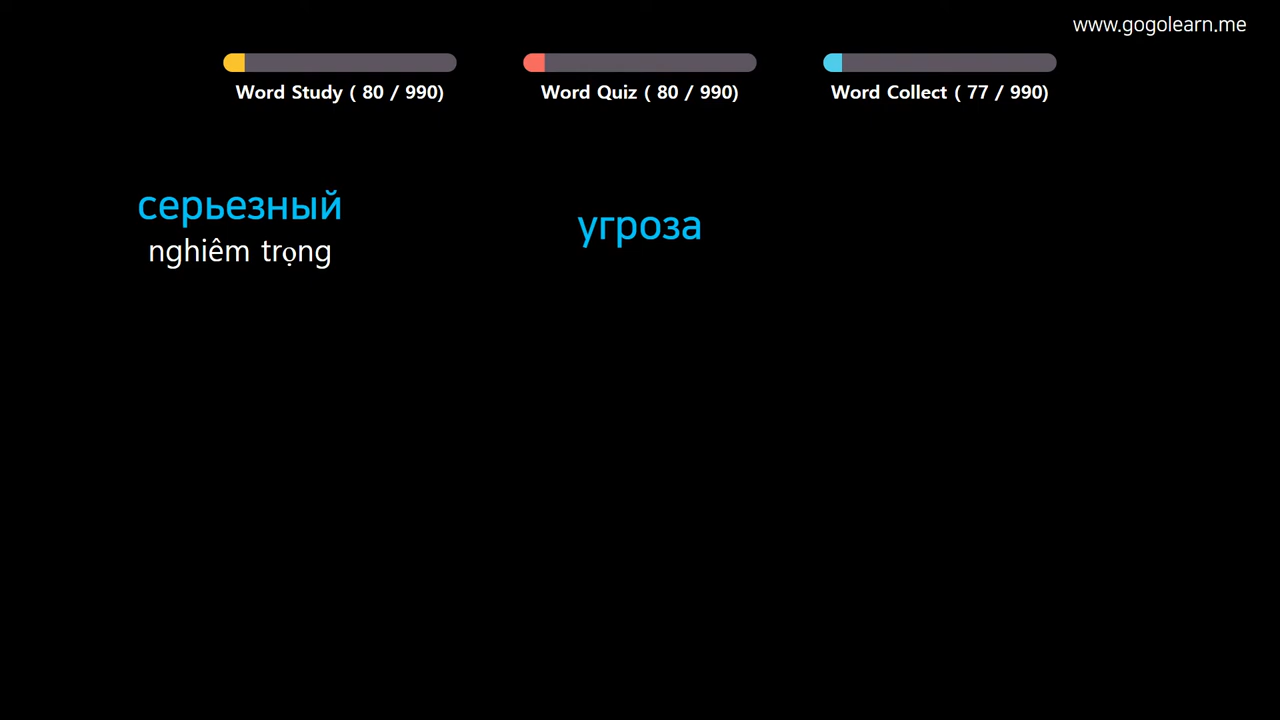 www.gogolearn.me
Word Study ( 80 / 990)
Word Quiz ( 80 / 990)
Word Collect ( 77 / 990)
серьезный
nghiêm trọng
угроза